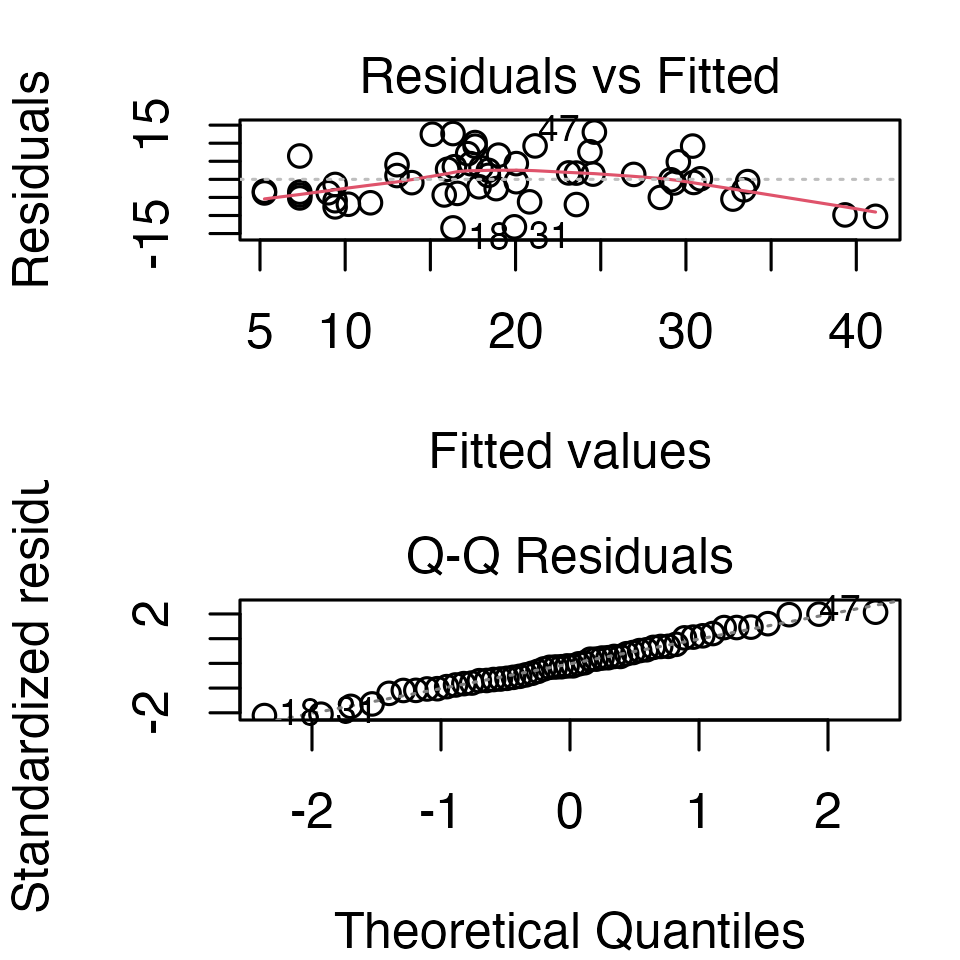 Residuals vs Fitted
Residuals
15
-15
47
18
31
5 10 20 30 40
Fitted values
Q-Q Residuals
Standardized residu
2
-2
47
18
31
-2 -1 0 1 2
Theoretical Quantiles